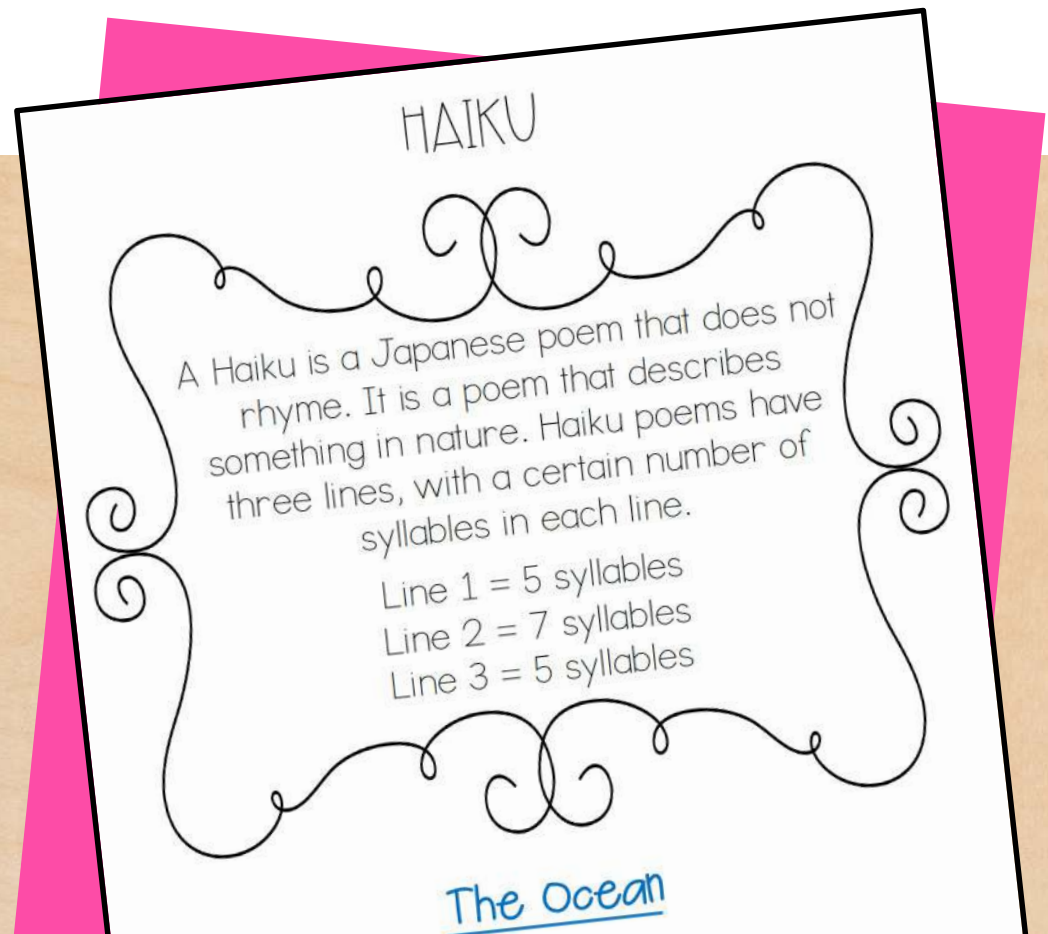 HAIKU
A Haiku is a Japanese poem that does not
rhyme. It is a poem that describes
something in nature. Haiku poems have
three lines, with a certain number of
syllables in each line.
Line 1 = 5 syllables
Line 2 = 7 syllables
Line 3 = 5 syllables
The Ocean